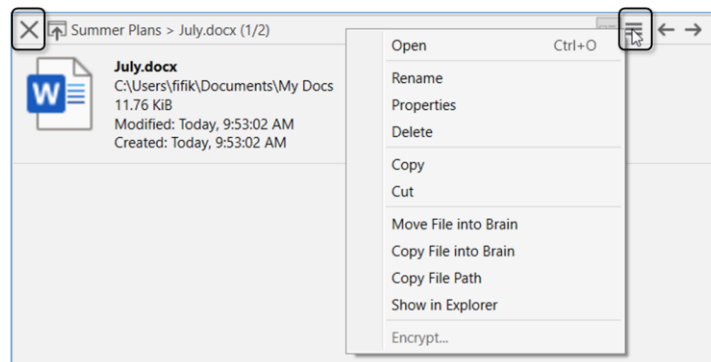 Summer Plans > July.docx (1/2)
July.docx
C:\Users\fifik\Documents\My Docs
11.76 KiB
Modified: Today, 9:53:02 AM
Created: Today, 9:53:02 AM
W
Open Ctrl+O
Rename
Properties
Delete
Copy
Cut
Move File into Brain
Copy File into Brain
Copy File Path
Show in Explorer
Encrypt...